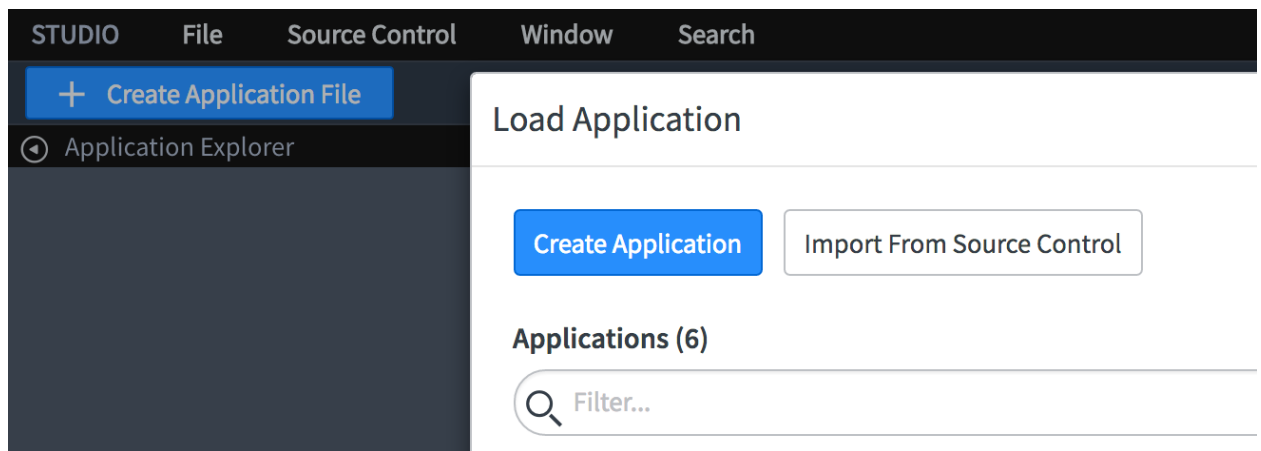 STUDIO File Source Control Window Search
Create Application File
Application Explorer
Load Application
Create Application Import From Source Control
Applications (6)
Filter...